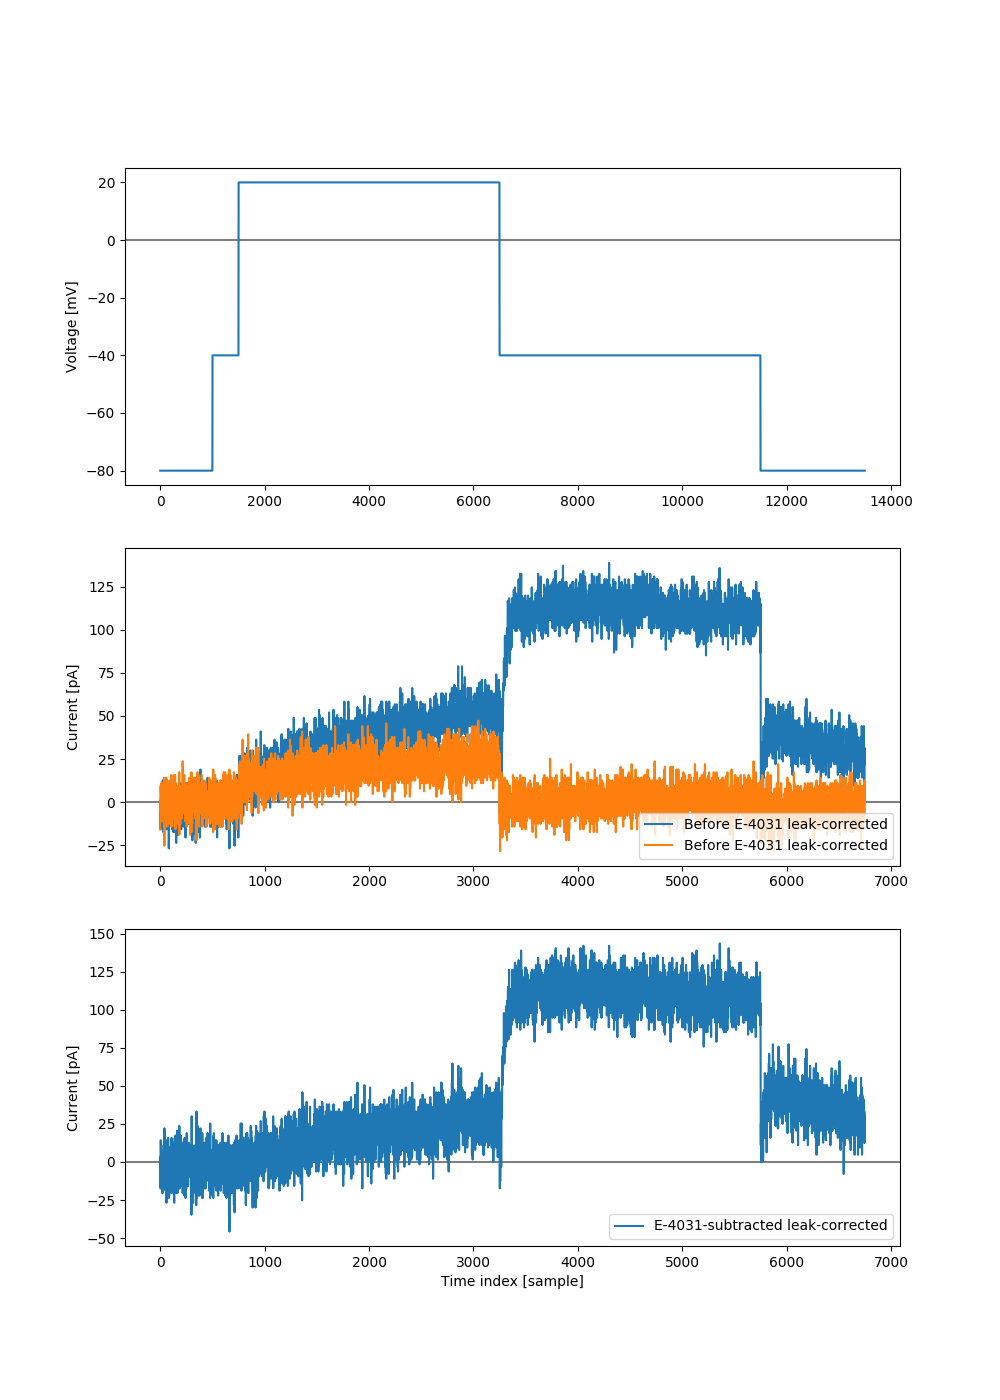 20
0
−20
−40
−60
−80
Voltage [mV]
0 2000 4000 6000 8000 10000 12000 14000
125
100
75
50
25
0
−25
Current [pA]
Before E-4031 leak-corrected
Before E-4031 leak-corrected
0 1000 2000 3000 4000 5000 6000 7000
150
125
100
75
50
25
0
−25
−50
Current [pA]
E-4031-subtracted leak-corrected
0 1000 2000 3000 4000 5000 6000 7000
Time index [sample]